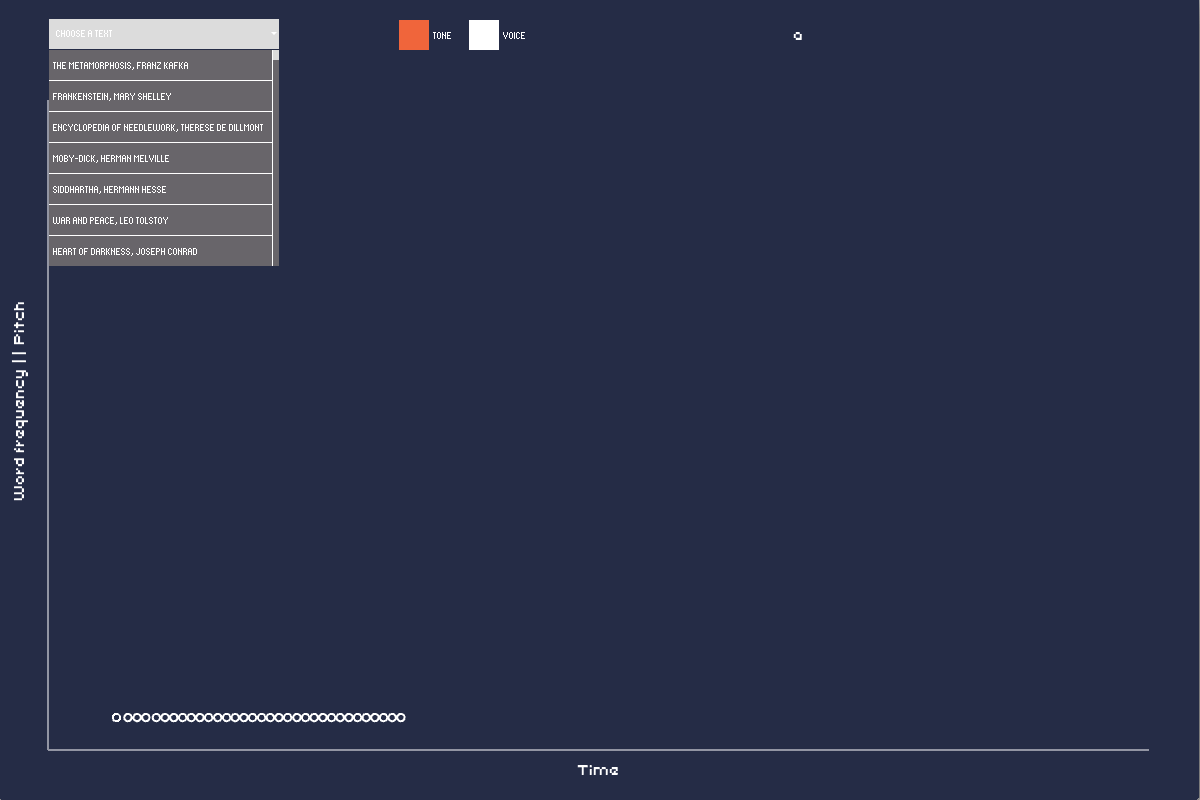 CHOOSE A TEXT
TONE
VOICE
THE METAMORPHOSIS, FRANZ KAFKA
FRANKENSTEIN, MARY SHELLEY
ENCYCLOPEDIA OF NEEDLEWORK, THERESE DE DILLMONT
MOBY-DICK, HERMAN MELVILLE
SIDDHARTHA, HERMANN HESSE
WAR AND PEACE, LEO TOLSTOY
HEART OF DARKNESS, JOSEPH CONRAD
Word frequency || Pitch
Time